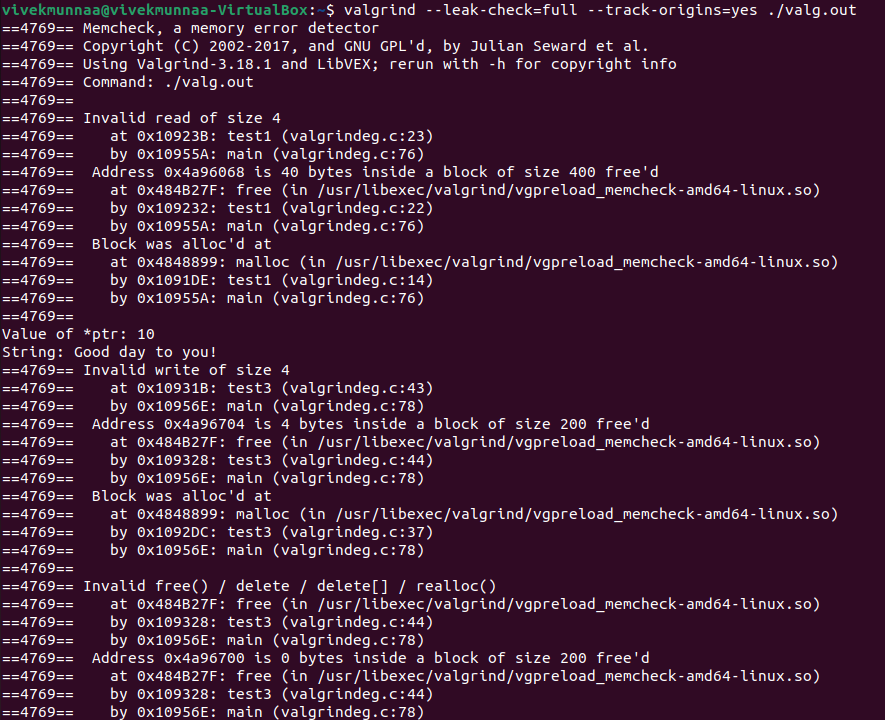 vivekmunnaa@vivekmunnaa-VirtualBox:~$ valgrind --leak-check=full --track-origins=yes ./valg.out
==4769== Memcheck, a memory error detector
==4769== Copyright (C) 2002-2017, and GNU GPL'd, by Julian Seward et al.
==4769== Using Valgrind-3.18.1 and LibVEX; rerun with -h for copyright info
==4769== Command: ./valg.out
==4769==
==4769== Invalid read of size 4
==4769==    at 0x10923B: test1 (valgrindeg.c:23)
==4769==    by 0x10955A: main (valgrindeg.c:76)
==4769==  Address 0x4a96068 is 40 bytes inside a block of size 400 free'd
==4769==    at 0x484B27F: free (in /usr/libexec/valgrind/vgpreload_memcheck-amd64-linux.so)
==4769==    by 0x109232: test1 (valgrindeg.c:22)
==4769==    by 0x10955A: main (valgrindeg.c:76)
==4769==  Block was alloc'd at
==4769==    at 0x4848899: malloc (in /usr/libexec/valgrind/vgpreload_memcheck-amd64-linux.so)
==4769==    by 0x1091DE: test1 (valgrindeg.c:14)
==4769==    by 0x10955A: main (valgrindeg.c:76)
==4769==
Value of *ptr: 10
String: Good day to you!
==4769== Invalid write of size 4
==4769==    at 0x10931B: test3 (valgrindeg.c:43)
==4769==    by 0x10956E: main (valgrindeg.c:78)
==4769==  Address 0x4a96704 is 4 bytes inside a block of size 200 free'd
==4769==    at 0x484B27F: free (in /usr/libexec/valgrind/vgpreload_memcheck-amd64-linux.so)
==4769==    by 0x109328: test3 (valgrindeg.c:44)
==4769==    by 0x10956E: main (valgrindeg.c:78)
==4769==  Block was alloc'd at
==4769==    at 0x4848899: malloc (in /usr/libexec/valgrind/vgpreload_memcheck-amd64-linux.so)
==4769==    by 0x1092DC: test3 (valgrindeg.c:37)
==4769==    by 0x10956E: main (valgrindeg.c:78)
==4769==
==4769== Invalid free() / delete / delete[] / realloc()
==4769==    at 0x484B27F: free (in /usr/libexec/valgrind/vgpreload_memcheck-amd64-linux.so)
==4769==    by 0x109328: test3 (valgrindeg.c:44)
==4769==    by 0x10956E: main (valgrindeg.c:78)
==4769==  Address 0x4a96700 is 0 bytes inside a block of size 200 free'd
==4769==    at 0x484B27F: free (in /usr/libexec/valgrind/vgpreload_memcheck-amd64-linux.so)
==4769==    by 0x109328: test3 (valgrindeg.c:44)
==4769==    by 0x10956E: main (valgrindeg.c:78)